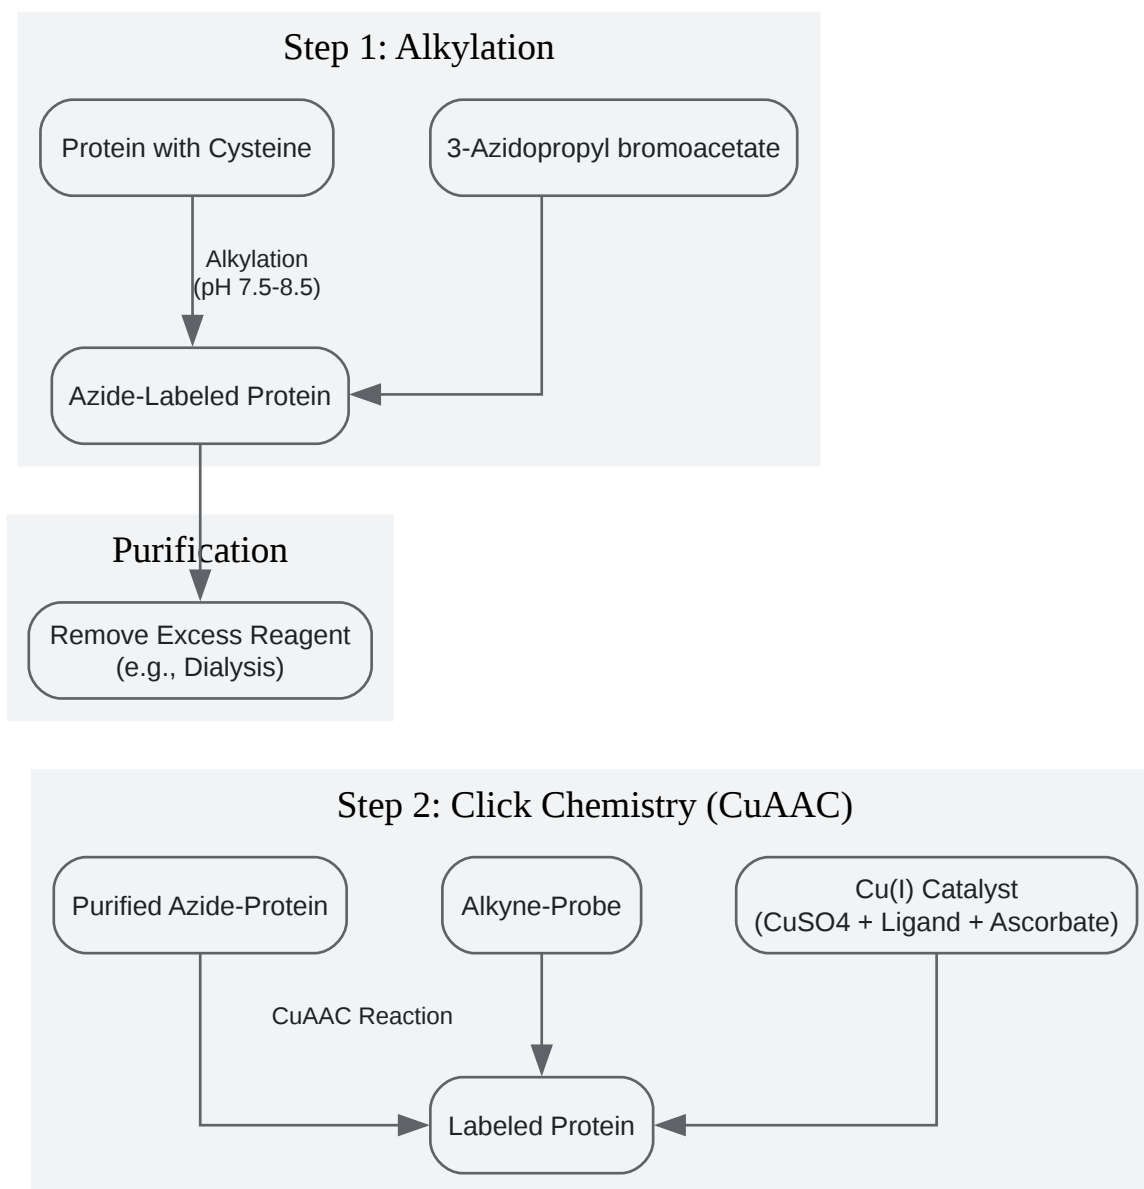 Step 1: Alkylation
Protein with Cysteine
3-Azidopropyl bromoacetate
Alkylation
(pH 7.5-8.5)
Azide-Labeled Protein
Purification
Remove Excess Reagent
(e.g., Dialysis)
Step 2: Click Chemistry (CuAAC)
Purified Azide-Protein
Alkyne-Probe
Cu(I) Catalyst
(CuSO4 + Ligand + Ascorbate)
CuAAC Reaction
Labeled Protein